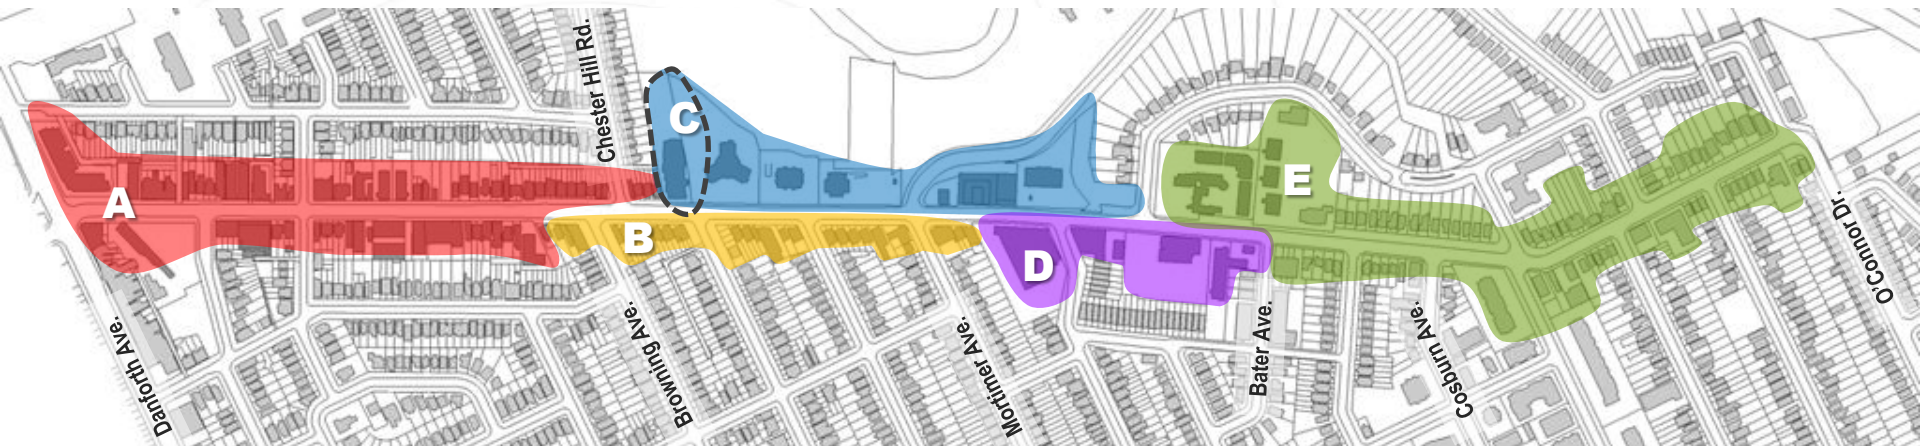 Chester Hill Rd.
C
A
E
B
D
O'Connor Dr.
Danforth Ave.
Browning Ave.
Mortimer Ave.
Bater Ave.
Cosburn Ave.